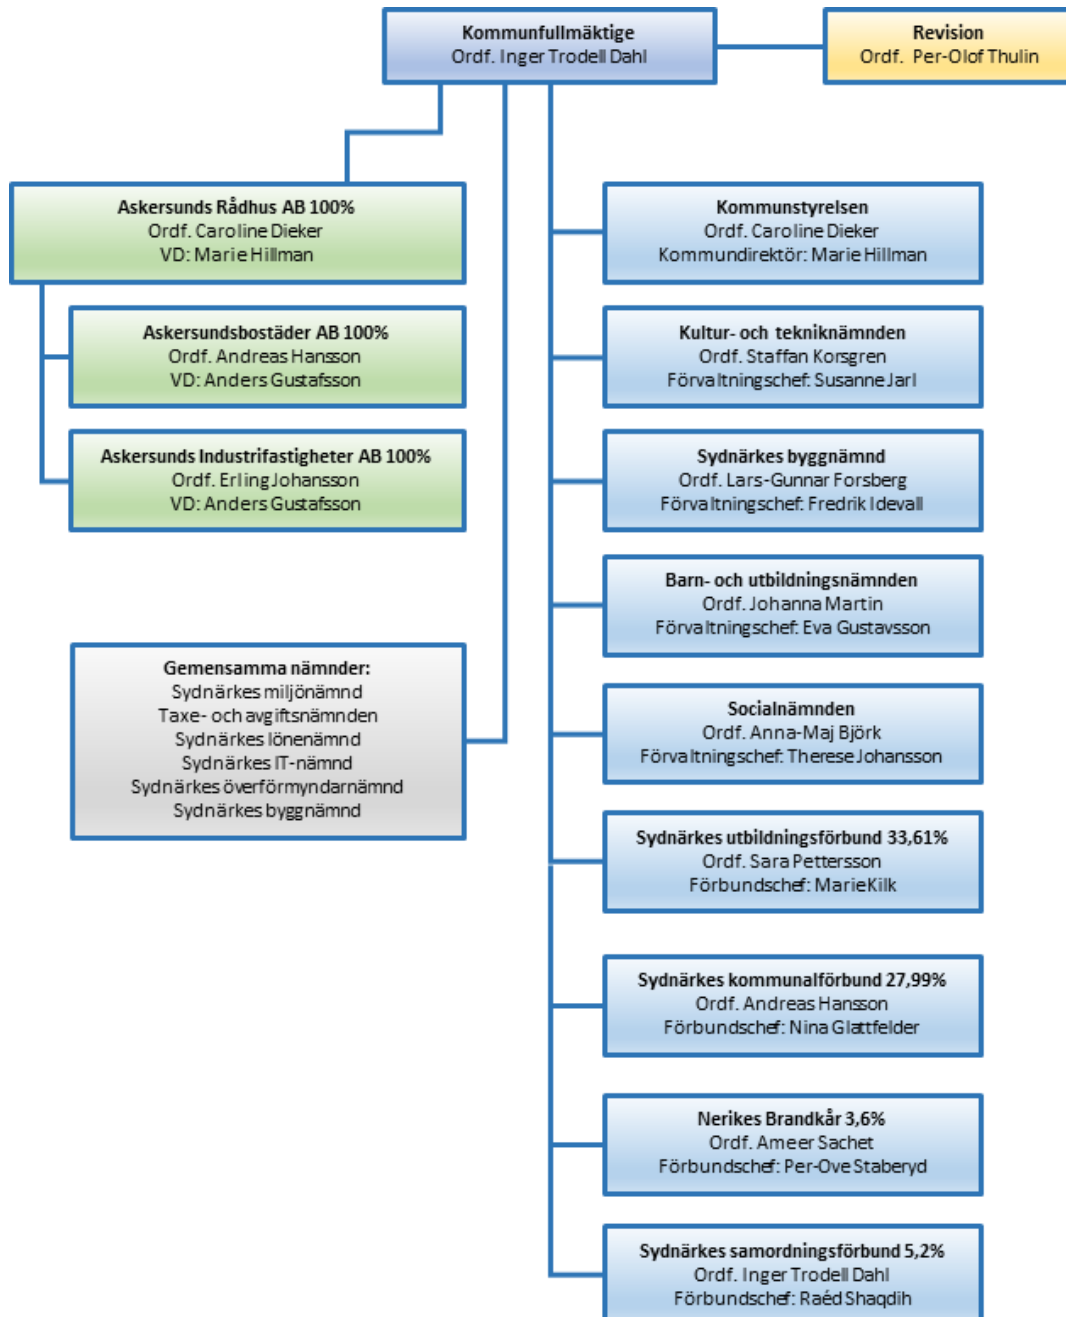 Kommunfullmäktige
Ordf. Inger Trodell Dahl
Revision
Ordf. Per-Olof Thulin
Askersunds Rådhus AB 100%
Ordf. Caroline Dieker
VD: Marie Hillman
Askersundsbostäder AB 100%
Ordf. Andreas Hansson
VD: Anders Gustafsson
Askersunds Industrifastigheter AB 100%
Ordf. Erling Johansson
VD: Anders Gustafsson
Gemensamma nämnder:
Sydnärkes miljönämnd
Taxe- och avgiftsnämnden
Sydnärkes lönenämnd
Sydnärkes IT-nämnd
Sydnärkes överförmyndarnämnd
Sydnärkes byggnämnd
Kommunstyrelsen
Ordf. Caroline Dieker
Kommundirektör: Marie Hillman
Kultur- och tekniknämnden
Ordf. Staffan Korsgren
Förvaltningschef: Susanne Jarl
Sydnärkes byggnämnd
Ordf. Lars-Gunnar Forsberg
Förvaltningschef: Fredrik Idevall
Barn- och utbildningsnämnden
Ordf. Johanna Martin
Förvaltningschef: Eva Gustavsson
Socialnämnden
Ordf. Anna-Maj Björk
Förvaltningschef: Therese Johansson
Sydnärkes utbildningsförbund 33,61%
Ordf. Sara Pettersson
Förbundschef: Marie Kilk
Sydnärkes kommunalförbund 27,99%
Ordf. Andreas Hansson
Förbundschef: Nina Glattfelder
Nerikes Brandkår 3,6%
Ordf. Ameer Sachet
Förbundschef: Per-Ove Staberyd
Sydnärkes samordningsförbund 5,2%
Ordf. Inger Trodell Dahl
Förbundschef: Raéd Shaqdih